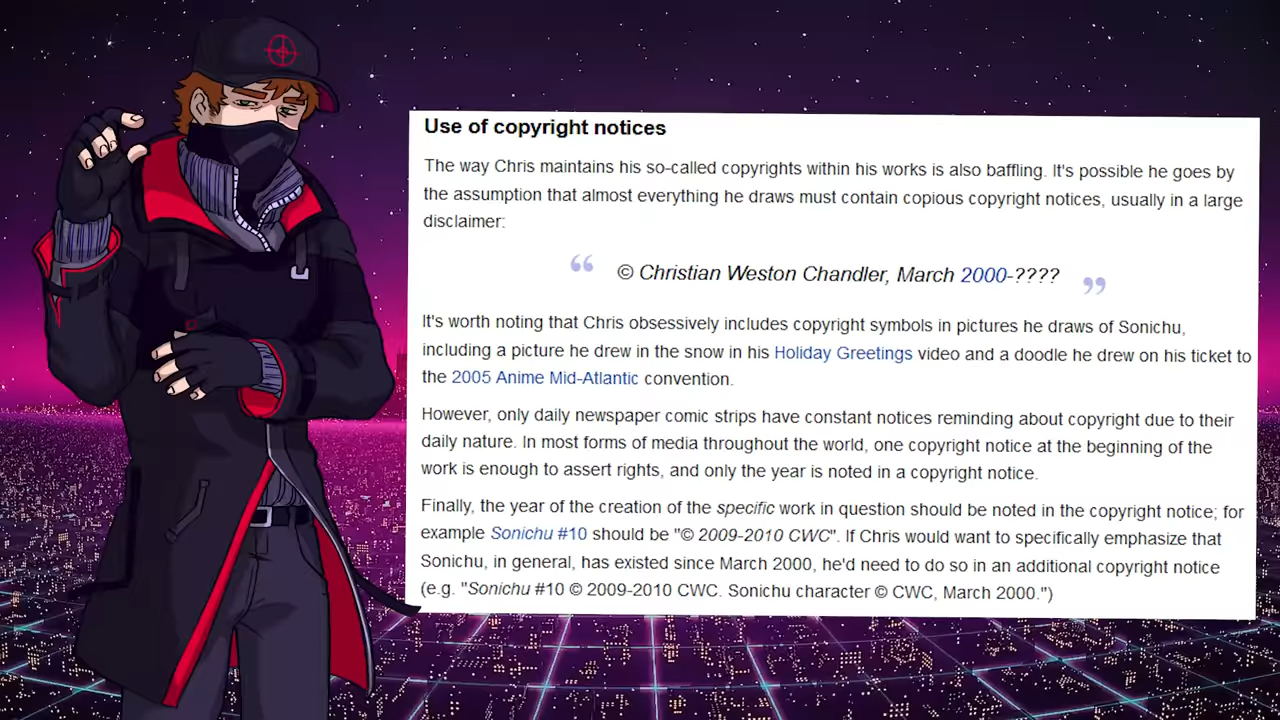 Use of copyright notices
The way Chris maintains his so-called copyrights within his works is also baffling. It's possible he goes by
the assumption that almost everything he draws must contain copious copyright notices, usually in a large
disclaimer:
“ © Christian Weston Chandler, March 2000-???? ”
It's worth noting that Chris obsessively includes copyright symbols in pictures he draws of Sonichu,
including a picture he drew in the snow in his Holiday Greetings video and a doodle he drew on his ticket to
the 2005 Anime Mid-Atlantic convention.
However, only daily newspaper comic strips have constant notices reminding about copyright due to their
daily nature. In most forms of media throughout the world, one copyright notice at the beginning of the
work is enough to assert rights, and only the year is noted in a copyright notice.
Finally, the year of the creation of the specific work in question should be noted in the copyright notice; for
example Sonichu #10 should be "© 2009-2010 CWC". If Chris would want to specifically emphasize that
Sonichu, in general, has existed since March 2000, he'd need to do so in an additional copyright notice
(e.g. "Sonichu #10 © 2009-2010 CWC. Sonichu character © CWC, March 2000.")